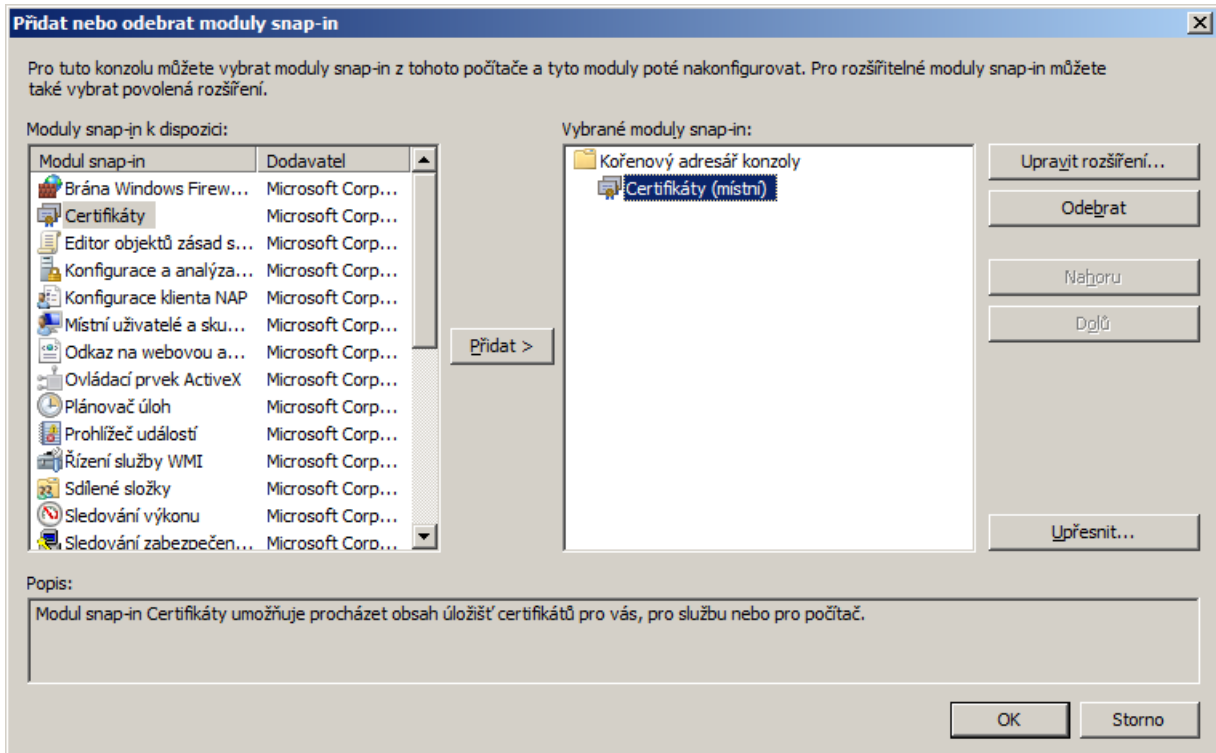 Přidat nebo odebrat moduly snap-in
Pro tuto konzolu můžete vybrat moduly snap-in z tohoto počítače a tyto moduly poté nakonfigurovat. Pro rozšířitelné moduly snap-in můžete
také vybrat povolená rozšíření.
Moduly snap-in k dispozici:
Modul snap-in Dodavatel
Brána Windows Firew... Microsoft Corp...
Certifikáty Microsoft Corp...
Editor objektů zásad s... Microsoft Corp...
Konfigurace a analýza... Microsoft Corp...
Konfigurace klienta NAP Microsoft Corp...
Místní uživatelé a sku... Microsoft Corp...
Odkaz na webovou a... Microsoft Corp...
Ovládací prvek ActiveX Microsoft Corp...
Plánovač úloh Microsoft Corp...
Prohlížeč událostí Microsoft Corp...
Řízení služby WMI Microsoft Corp...
Sdílené složky Microsoft Corp...
Sledování výkonu Microsoft Corp...
Sledování zabezpečen... Microsoft Corp...
Přidat >
Vybrané moduly snap-in:
Kořenový adresář konzoly
Certifikáty (místní)
Upravit rozšíření...
Odebrat
Nahoru
Dolů
Upřesnit...
Popis:
Modul snap-in Certifikáty umožňuje procházet obsah úložišť certifikátů pro vás, pro službu nebo pro počítač.
OK
Storno